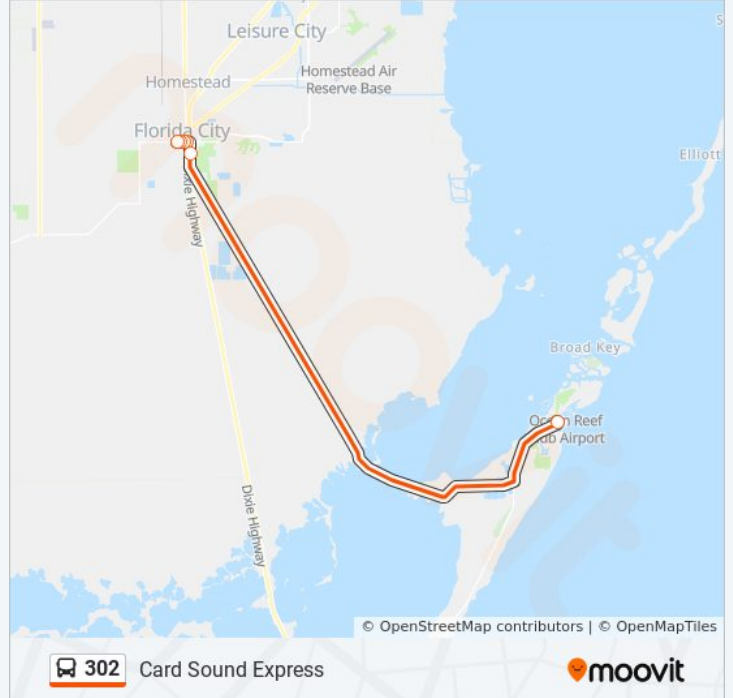 Leisure City
Homestead
Homestead Air
Reserve Base
Florida City
Elliott
Dixie Highway
Broad Key
Ocean Reef
Club Airport
Dixie Highway
© OpenStreetMap contributors | © OpenMapTiles
302 Card Sound Express
moovit